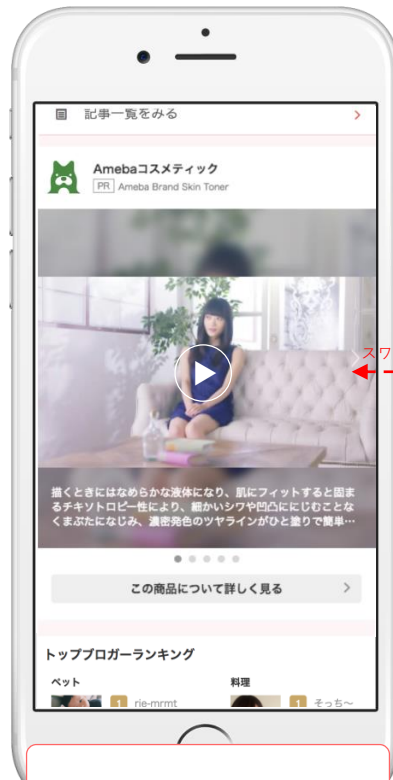 記事一覧をみる
Amebaコスメティック
PR Ameba Brand Skin Toner
スワ
描くときにはなめらかな液体になり、肌にフィットすると固ま
るチキソトロピー性により、細かいシワや凹凸ににじむことな
くまぶたになじみ、濃密発色のツヤラインがひと塗りで簡単…
この商品について詳しく見る
トップブロガーランキング
ペット 料理
1 rie-mrmt 1 そっち〜